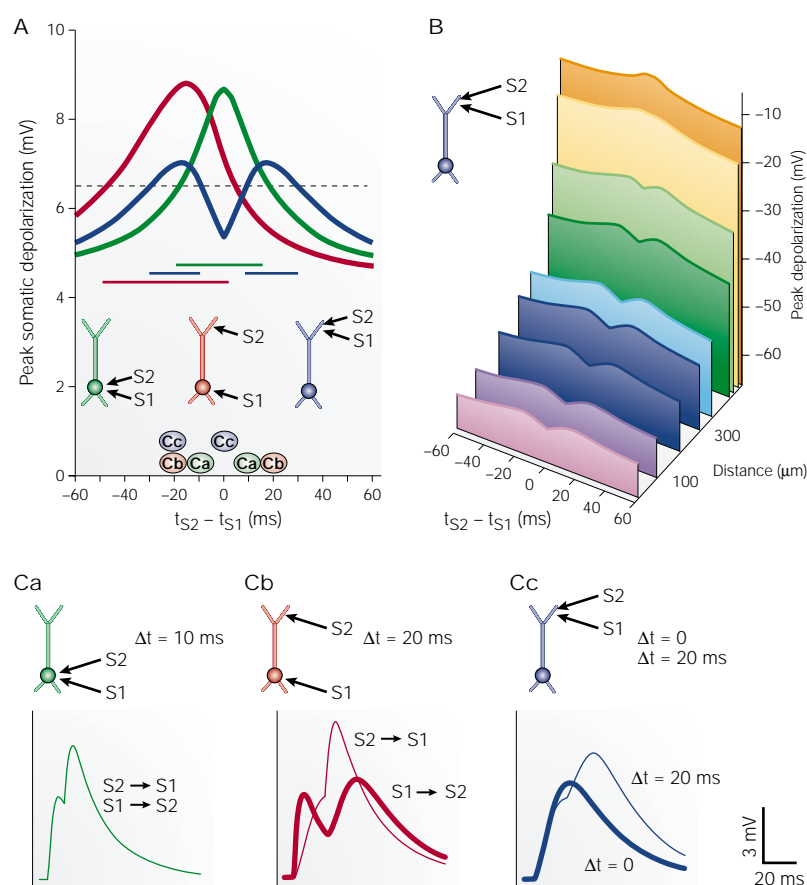 A
B
10
8
6
4
2
0
Peak somatic depolarization (mV)
S2
S1
S2
S1
S2
S1
Cc
Cc
Cb
Ca
Ca
Cb
−60
−40
−20
0
20
40
60
tS2 – tS1 (ms)
S2
S1
−10
−20
−30
−40
−50
−60
Peak depolarization (mV)
300
100
Distance (μm)
−60
−40
−20
0
20
40
60
tS2 – tS1 (ms)
Ca
S2
S1
Δt = 10 ms
S2 → S1
S1 → S2
Cb
S2
S1
Δt = 20 ms
S2 → S1
S1 → S2
Cc
S2
S1
Δt = 0
Δt = 20 ms
Δt = 20 ms
Δt = 0
3 mV
20 ms